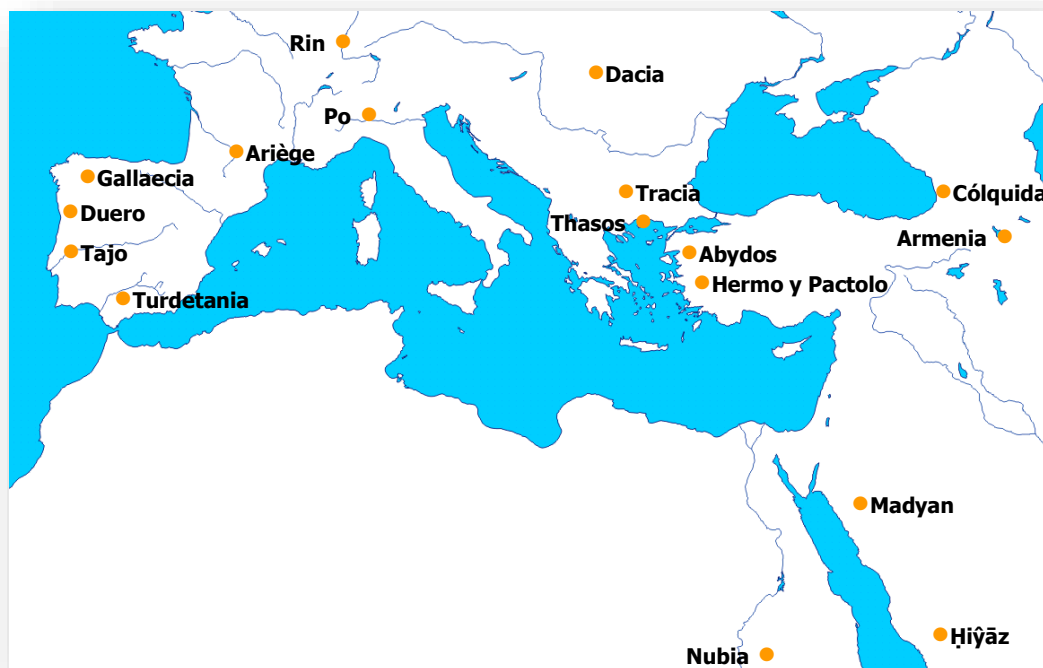 Rin
Dacia
Po
Ariège
Gallaecia
Tracia
Cólquida
Duero
Thasos
Armenia
Tajo
Abydos
Hermo y Pactolo
Turdetania
Madyan
Ḥiŷāz
Nubia